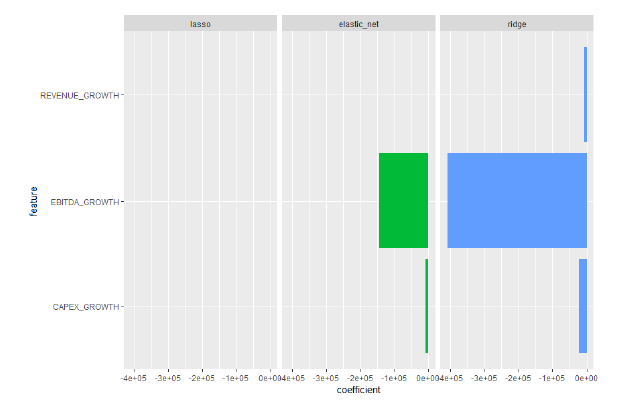 lasso
elastic_net
ridge
REVENUE_GROWTH
EBITDA_GROWTH
CAPEX_GROWTH
feature
-4e+05 -3e+05 -2e+05 -1e+05 0e+00
-4e+05 -3e+05 -2e+05 -1e+05 0e+00
-4e+05 -3e+05 -2e+05 -1e+05 0e+00
coefficient